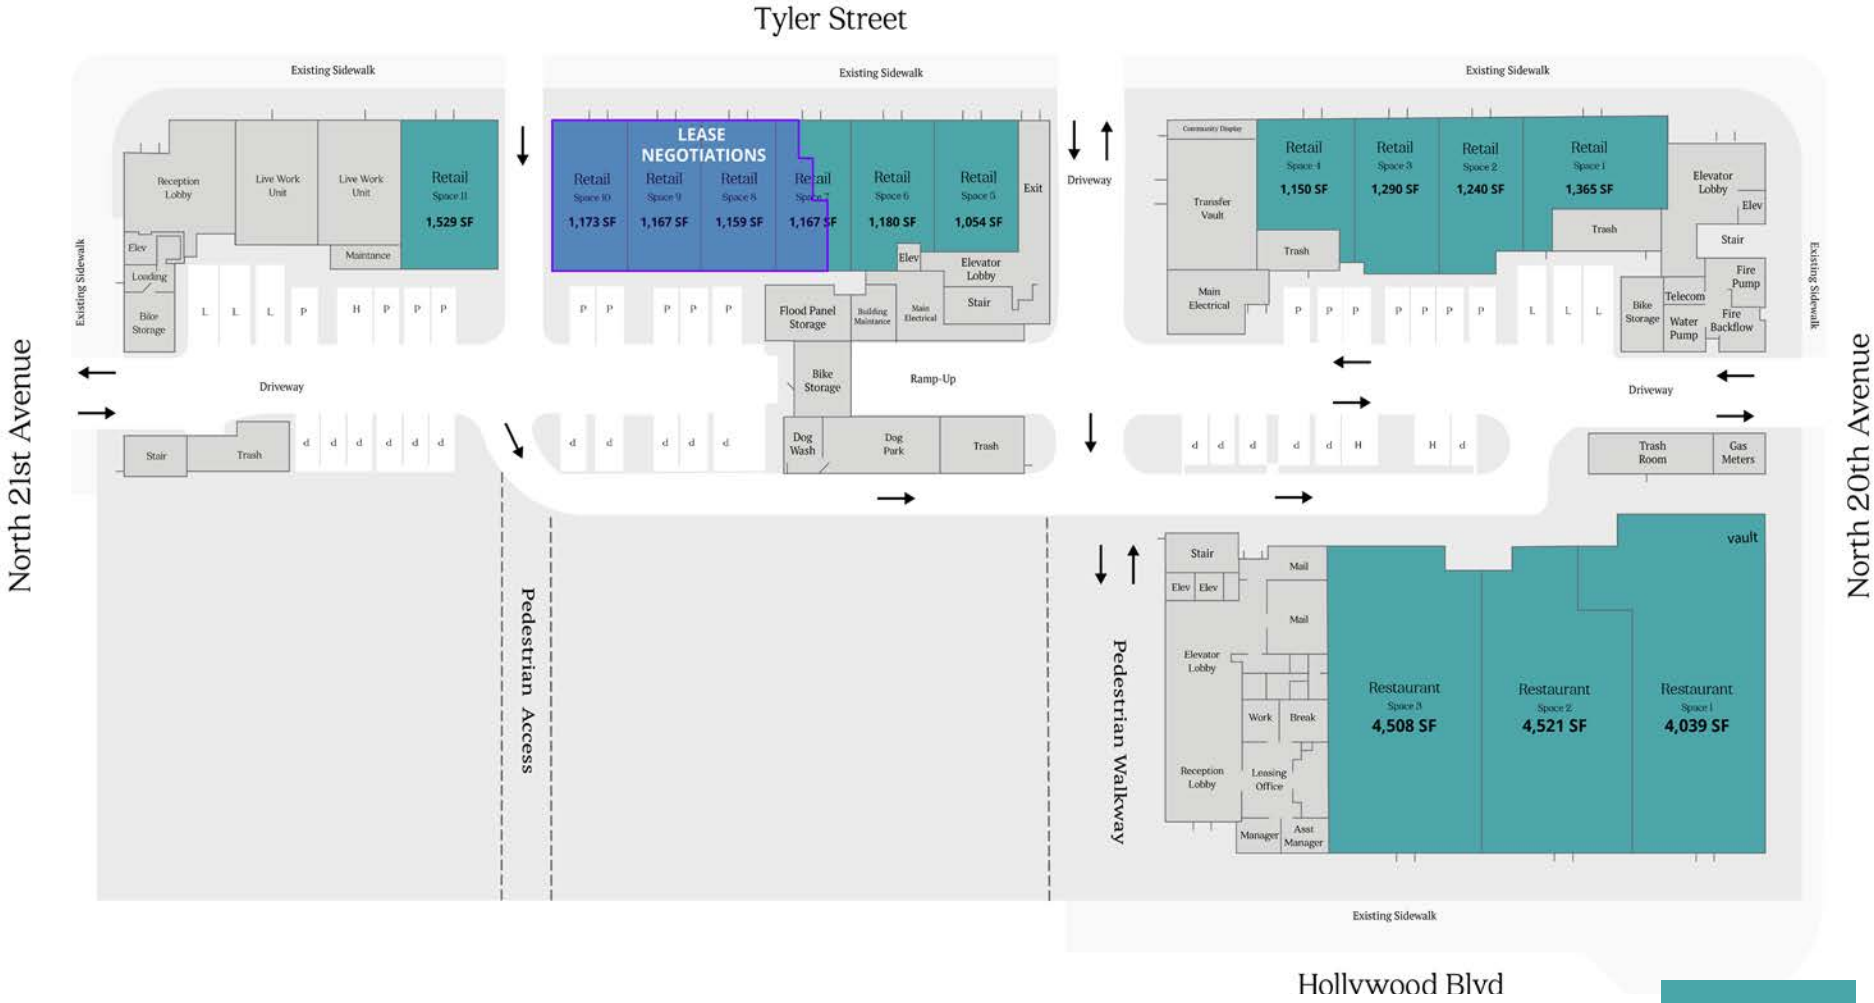 Tyler Street
Existing Sidewalk
Existing Sidewalk
Existing Sidewalk
Reception
Lobby
Live Work
Unit
Live Work
Unit
Retail
Space 11
1,529 SF
Elev
Loading
Bike
Storage
Maintance
Existing Sidewalk
L
L
L
P
H
P
P
P
LEASE
NEGOTIATIONS
Retail
Space 10
1,173 SF
Retail
Space 9
1,167 SF
Retail
Space 8
1,159 SF
Retail
Space 7
1,167 SF
Retail
Space 6
1,180 SF
Retail
Space 5
1,054 SF
Exit
Elev
Elevator
Lobby
Stair
P
P
P
P
P
Flood Panel
Storage
Building
Maintance
Main
Electrical
Driveway
Community Display
Transfer
Vault
Retail
Space 4
1,150 SF
Retail
Space 3
1,290 SF
Retail
Space 2
1,240 SF
Retail
Space 1
1,365 SF
Trash
Trash
Main
Electrical
Elevator
Lobby
Elev
Stair
Fire
Pump
Telecom
Bike
Storage
Water
Pump
Fire
Backflow
Existing Sidewalk
P
P
P
P
P
P
P
L
L
L
North 21st Avenue
Driveway
Bike
Storage
Ramp-Up
Driveway
North 20th Avenue
Stair
Trash
d
d
d
d
d
d
d
d
d
d
d
Dog
Wash
Dog
Park
Trash
d
d
d
d
d
H
H
d
Trash
Room
Gas
Meters
Pedestrian Access
Pedestrian Walkway
Stair
Elev
Elev
Mail
Mail
Elevator
Lobby
Work
Break
Reception
Lobby
Leasing
Office
Manager
Asst
Manager
vault
Restaurant
Space 3
4,508 SF
Restaurant
Space 2
4,521 SF
Restaurant
Space 1
4,039 SF
Existing Sidewalk
Hollywood Blvd